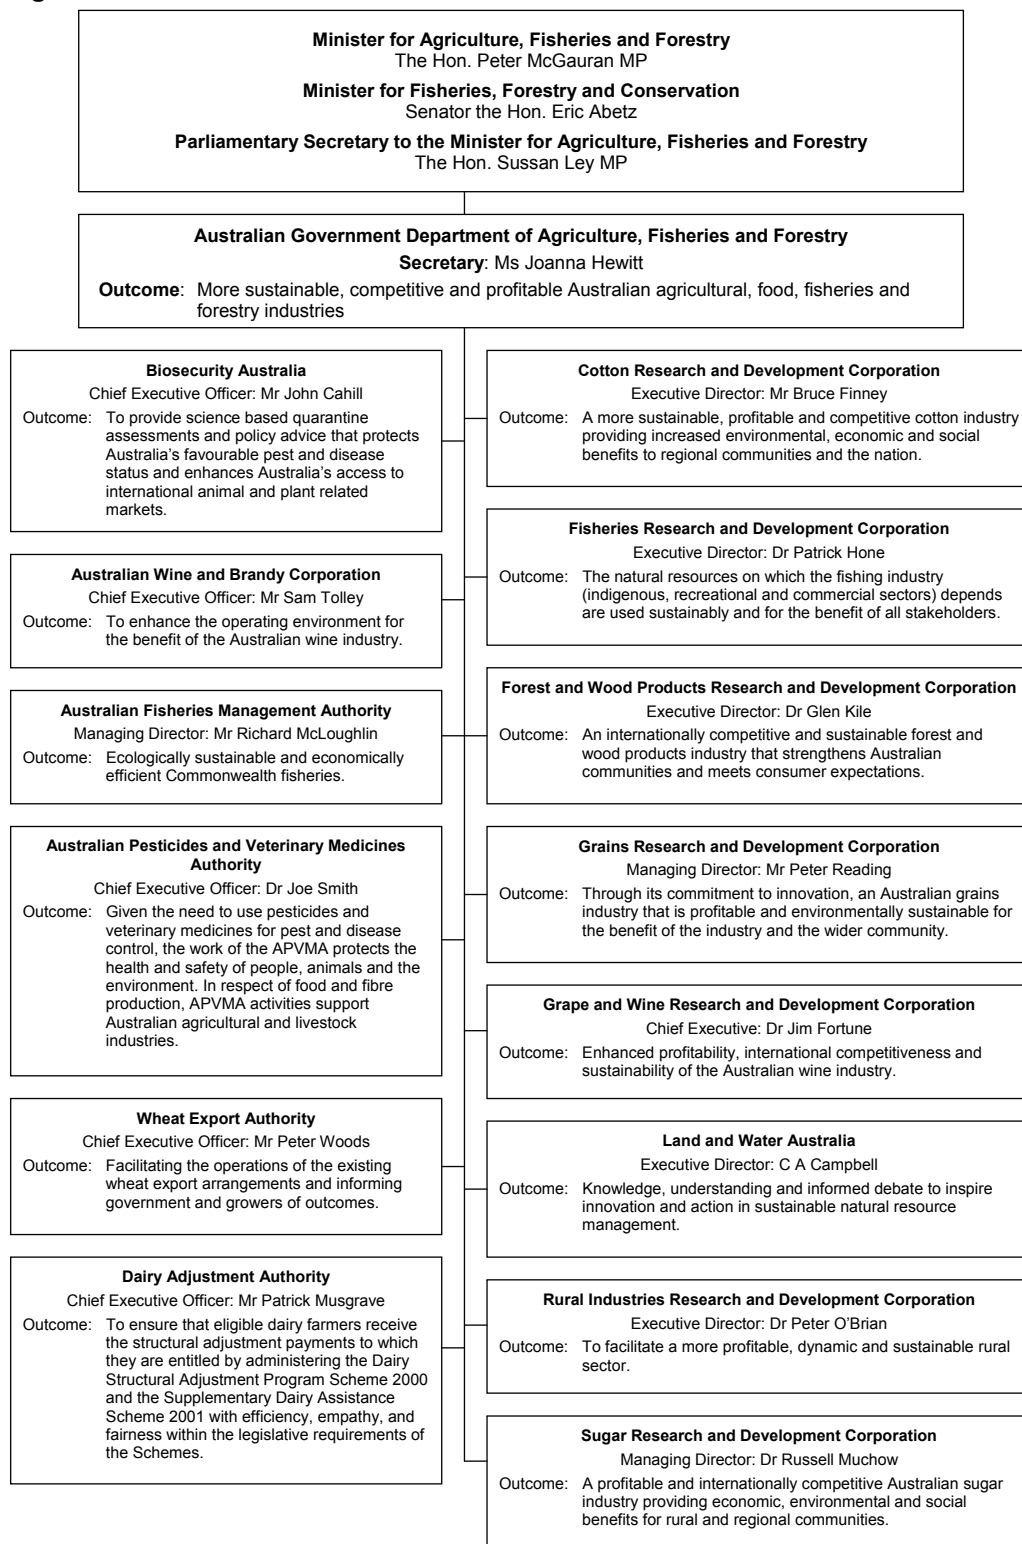 Minister for Agriculture, Fisheries and Forestry
The Hon. Peter McGauran MP
Minister for Fisheries, Forestry and Conservation
Senator the Hon. Eric Abetz
Parliamentary Secretary to the Minister for Agriculture, Fisheries and Forestry
The Hon. Sussan Ley MP
Australian Government Department of Agriculture, Fisheries and Forestry
Secretary: Ms Joanna Hewitt
Outcome: More sustainable, competitive and profitable Australian agricultural, food, fisheries and
forestry industries
Biosecurity Australia
Chief Executive Officer: Mr John Cahill
Outcome: To provide science based quarantine
assessments and policy advice that protects
Australia's favourable pest and disease
status and enhances Australia's access to
international animal and plant related
markets.
Australian Wine and Brandy Corporation
Chief Executive Officer: Mr Sam Tolley
Outcome: To enhance the operating environment for
the benefit of the Australian wine industry.
Australian Fisheries Management Authority
Managing Director: Mr Richard McLoughlin
Outcome: Ecologically sustainable and economically
efficient Commonwealth fisheries.
Australian Pesticides and Veterinary Medicines
Authority
Chief Executive Officer: Dr Joe Smith
Outcome: Given the need to use pesticides and
veterinary medicines for pest and disease
control, the work of the APVMA protects the
health and safety of people, animals and the
environment. In respect of food and fibre
production, APVMA activities support
Australian agricultural and livestock
industries.
Wheat Export Authority
Chief Executive Officer: Mr Peter Woods
Outcome: Facilitating the operations of the existing
wheat export arrangements and informing
government and growers of outcomes.
Dairy Adjustment Authority
Chief Executive Officer: Mr Patrick Musgrave
Outcome: To ensure that eligible dairy farmers receive
the structural adjustment payments to which
they are entitled by administering the Dairy
Structural Adjustment Program Scheme 2000
and the Supplementary Dairy Assistance
Scheme 2001 with efficiency, empathy, and
fairness within the legislative requirements of
the Schemes.
Cotton Research and Development Corporation
Executive Director: Mr Bruce Finney
Outcome: A more sustainable, profitable and competitive cotton industry
providing increased environmental, economic and social
benefits to regional communities and the nation.
Fisheries Research and Development Corporation
Executive Director: Dr Patrick Hone
Outcome: The natural resources on which the fishing industry
(indigenous, recreational and commercial sectors) depends
are used sustainably and for the benefit of all stakeholders.
Forest and Wood Products Research and Development Corporation
Executive Director: Dr Glen Kile
Outcome: An internationally competitive and sustainable forest and
wood products industry that strengthens Australian
communities and meets consumer expectations.
Grains Research and Development Corporation
Managing Director: Mr Peter Reading
Outcome: Through its commitment to innovation, an Australian grains
industry that is profitable and environmentally sustainable for
the benefit of the industry and the wider community.
Grape and Wine Research and Development Corporation
Chief Executive: Dr Jim Fortune
Outcome: Enhanced profitability, international competitiveness and
sustainability of the Australian wine industry.
Land and Water Australia
Executive Director: C A Campbell
Outcome: Knowledge, understanding and informed debate to inspire
innovation and action in sustainable natural resource
management.
Rural Industries Research and Development Corporation
Executive Director: Dr Peter O'Brian
Outcome: To facilitate a more profitable, dynamic and sustainable rural
sector.
Sugar Research and Development Corporation
Managing Director: Dr Russell Muchow
Outcome: A profitable and internationally competitive Australian sugar
industry providing economic, environmental and social
benefits for rural and regional communities.